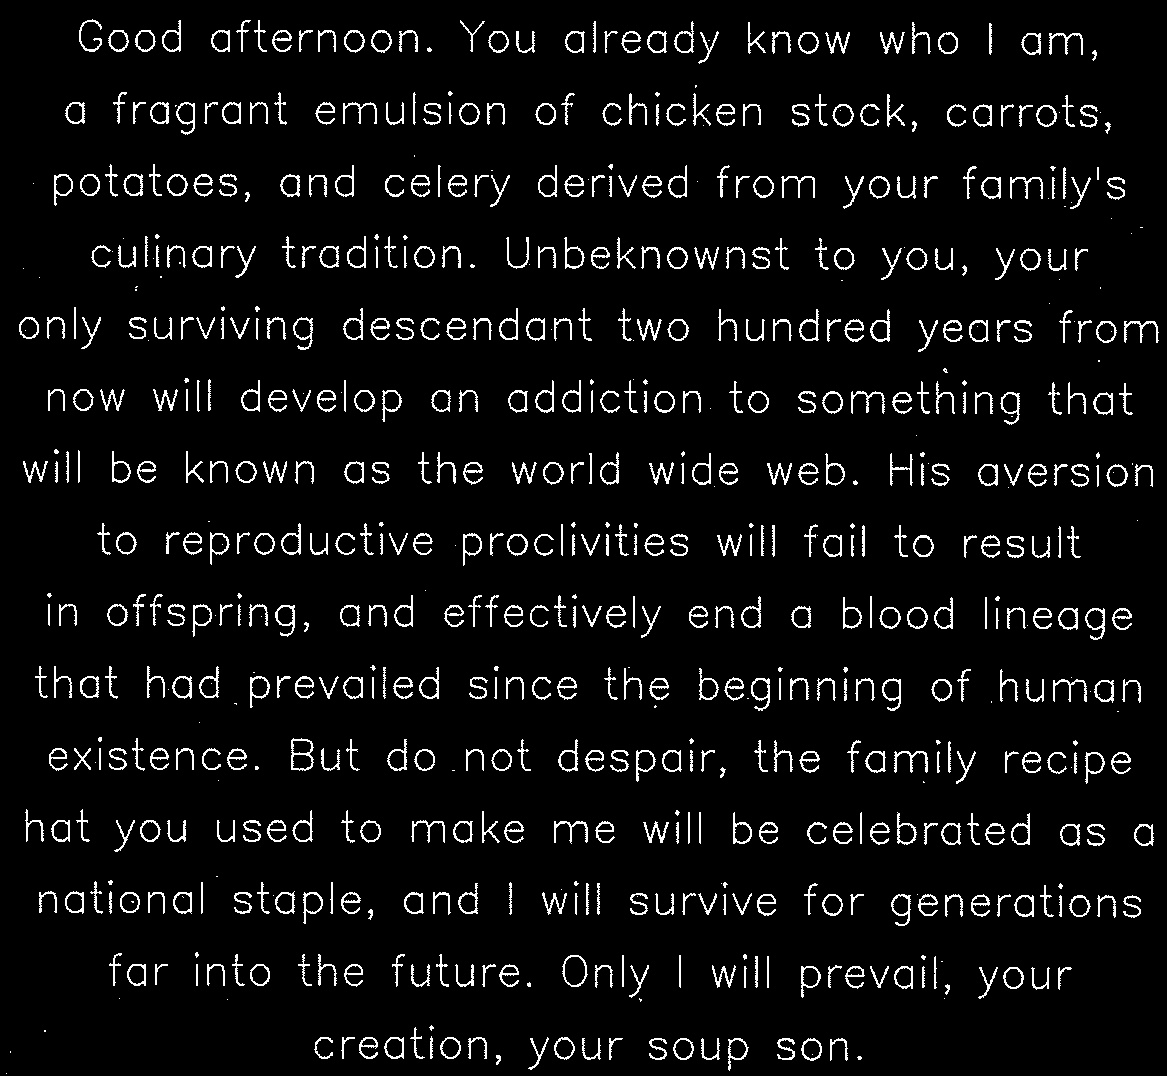 Good afternoon. You already know who I am,
a fragrant emulsion of chicken stock, carrots,
potatoes, and celery derived from your family's
culinary tradition. Unbeknownst to you, your
only surviving descendant two hundred years from
now will develop an addiction to something that
will be known as the world wide web. His aversion
to reproductive proclivities will fail to result
in offspring, and effectively end a blood lineage
that had prevailed since the beginning of human
existence. But do not despair, the family recipe
hat you used to make me will be celebrated as a
national staple, and I will survive for generations
far into the future. Only I will prevail, your
creation, your soup son.